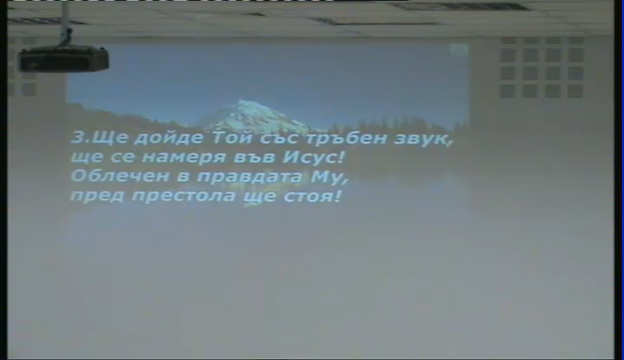 3.Ще дойде Той със тръбен звук,
ще се намеря във Исус!
Облечен в правдата Му,
пред престола ще стоя!